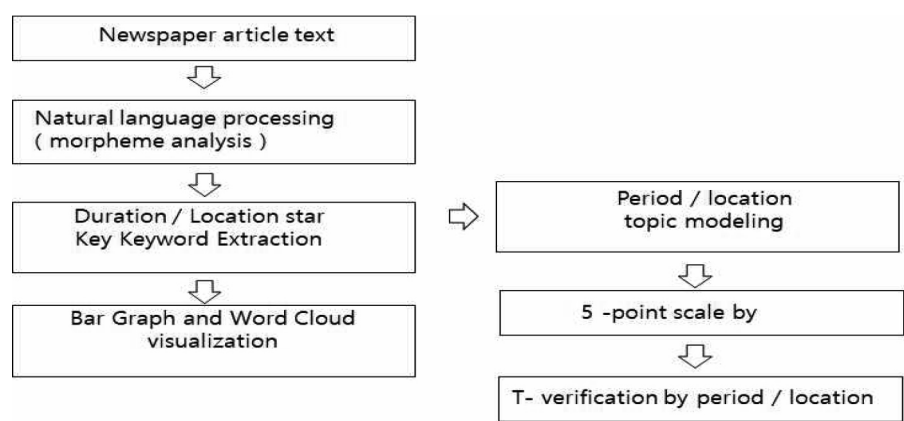 Newspaper article text
Natural language processing
( morpheme analysis )
Duration / Location star
Key Keyword Extraction
Bar Graph and Word Cloud
visualization
Period / location
topic modeling
5 -point scale by
T- verification by period / location